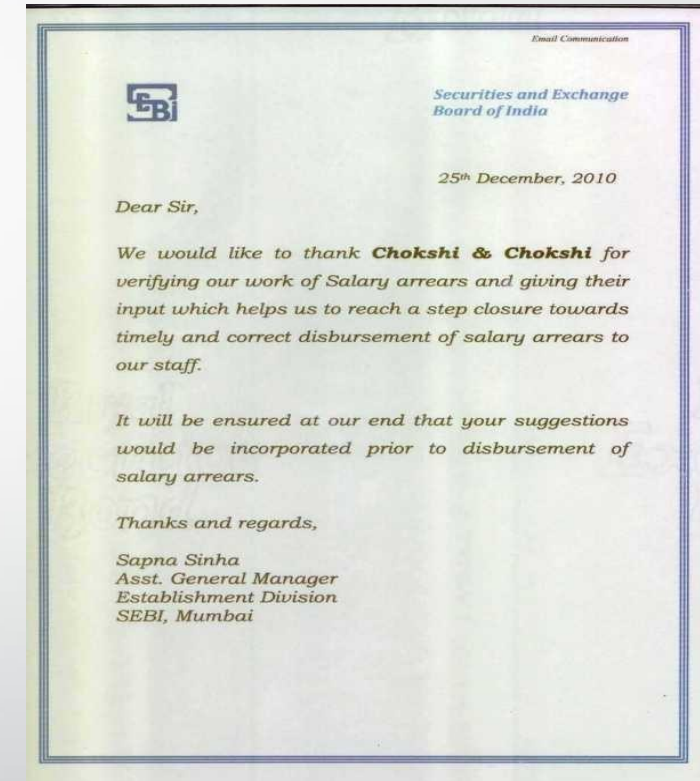 Email Communication
SEBI
Securities and Exchange
Board of India
25th December, 2010
Dear Sir,
We would like to thank Chokshi & Chokshi for
verifying our work of Salary arrears and giving their
input which helps us to reach a step closure towards
timely and correct disbursement of salary arrears to
our staff.
It will be ensured at our end that your suggestions
would be incorporated prior to disbursement of
salary arrears.
Thanks and regards,
Sapna Sinha
Asst. General Manager
Establishment Division
SEBI, Mumbai